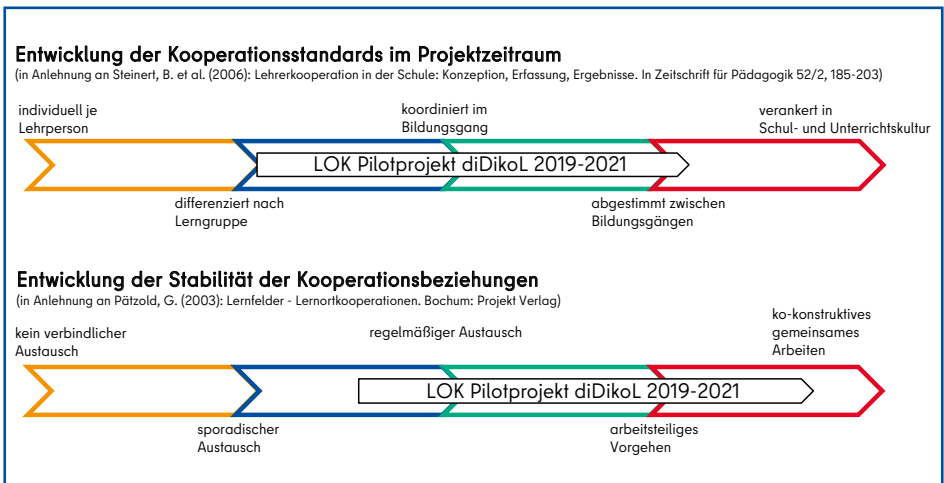 Entwicklung der Kooperationsstandards im Projektzeitraum
(in Anlehnung an Steinert, B. et al. (2006): Lehrerkooperation in der Schule: Konzeption, Erfassung, Ergebnisse. In Zeitschrift für Pädagogik 52/2, 185-203)
individuell je
Lehrperson
koordiniert im
Bildungsgang
verankert in
Schul- und Unterrichtskultur
LOK Pilotprojekt diDikoL 2019-2021
differenziert nach
Lerngruppe
abgestimmt zwischen
Bildungsgängen
Entwicklung der Stabilität der Kooperationsbeziehungen
(in Anlehnung an Pätzold, G. (2003): Lernfelder - Lernortkooperationen. Bochum: Projekt Verlag)
kein verbindlicher
Austausch
regelmäßiger Austausch
ko-konstruktives
gemeinsames
Arbeiten
LOK Pilotprojekt diDikoL 2019-2021
sporadischer
Austausch
arbeitsteiliges
Vorgehen